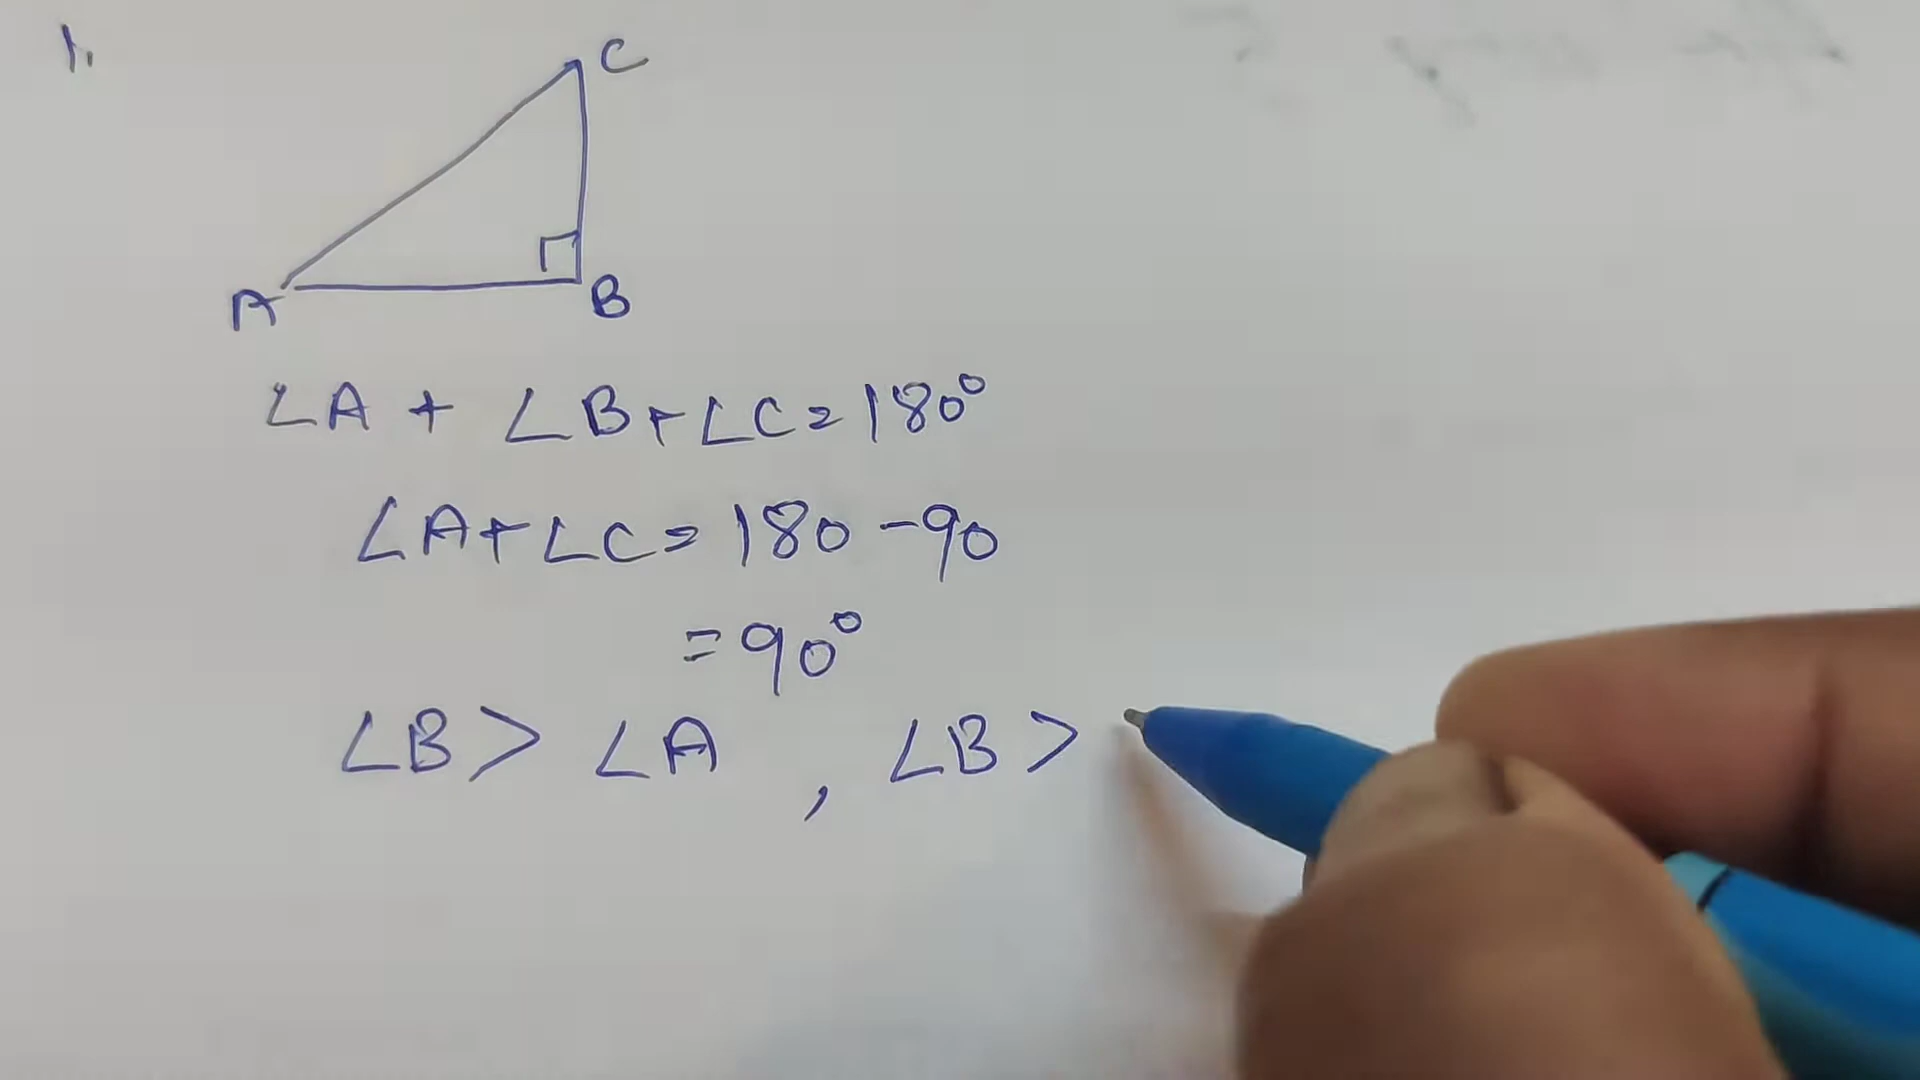 1.
C
A
B
∠A + ∠B + ∠C = 180°
∠A + ∠C = 180 - 90
= 90°
∠B > ∠A , ∠B >